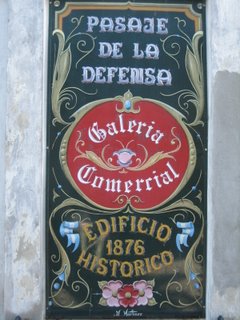 PASAJE
DE LA
DEFENSA
Galeria
Comercial
EDIFICIO
1876
HISTORICO